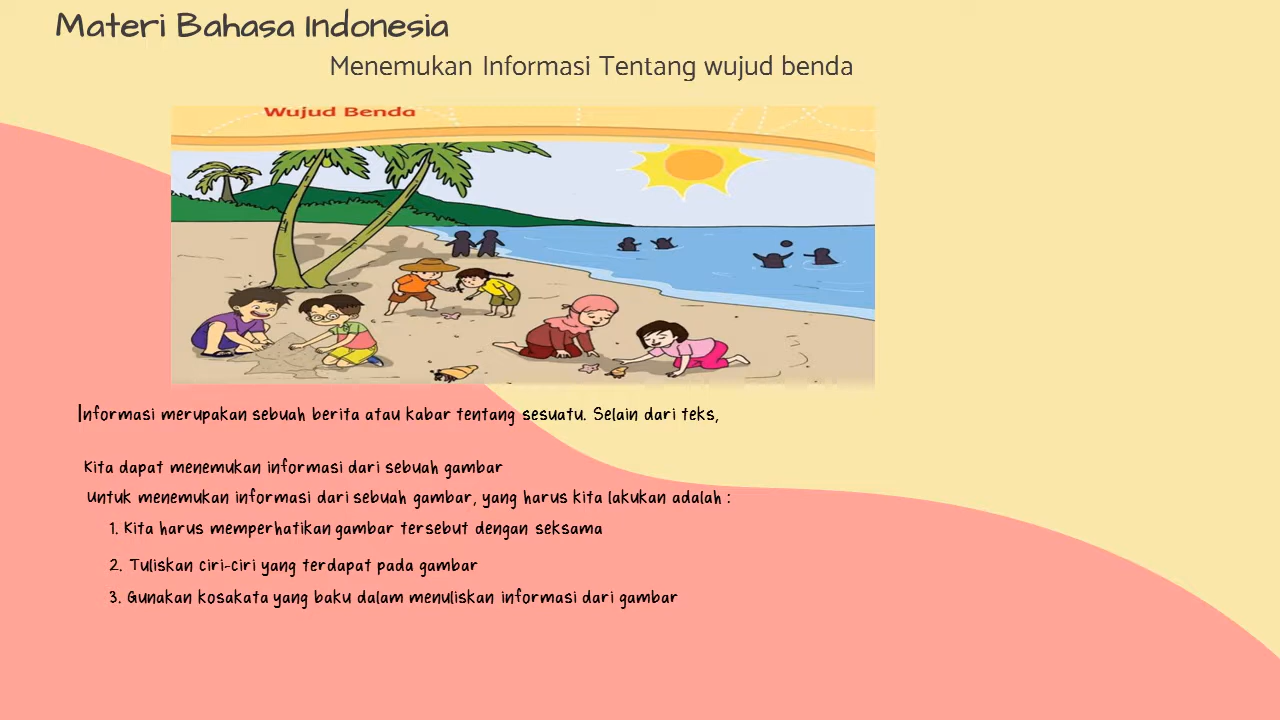 Materi Bahasa Indonesia
Menemukan Informasi Tentang wujud benda
Wujud Benda
Informasi merupakan sebuah berita atau kabar tentang sesuatu. Selain dari teks,
Kita dapat menemukan informasi dari sebuah gambar
Untuk menemukan informasi dari sebuah gambar, yang harus kita lakukan adalah :
1. Kita harus memperhatikan gambar tersebut dengan seksama
2. Tuliskan ciri-ciri yang terdapat pada gambar
3. Gunakan kosakata yang baku dalam menuliskan informasi dari gambar